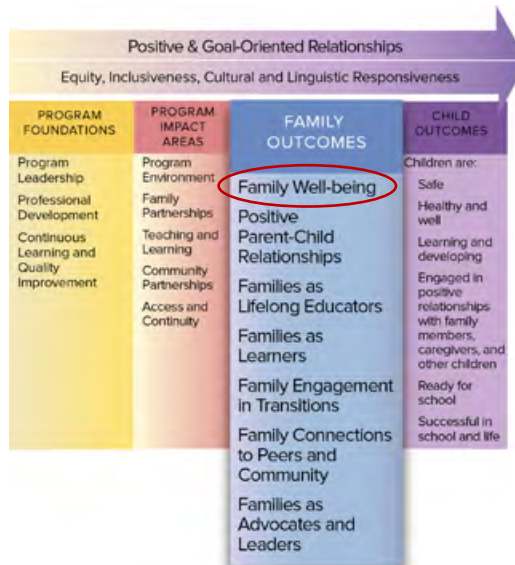 Positive & Goal-Oriented Relationships
Equity, Inclusiveness, Cultural and Linguistic Responsiveness
PROGRAM
FOUNDATIONS
Program
Leadership
Professional
Development
Continuous
Learning and
Quality
Improvement
PROGRAM
IMPACT
AREAS
Program
Environment
Family
Partnerships
Teaching and
Learning
Community
Partnerships
Access and
Continuity
FAMILY
OUTCOMES
Family Well-being
Positive
Parent-Child
Relationships
Families as
Lifelong Educators
Families as
Learners
Family Engagement
in Transitions
Family Connections
to Peers and
Community
Families as
Advocates and
Leaders
CHILD
OUTCOMES
Children are:
Safe
Healthy and
well
Learning and
developing
Engaged in
positive
relationships
with family
members,
caregivers, and
other children
Ready for
school
Successful in
school and life